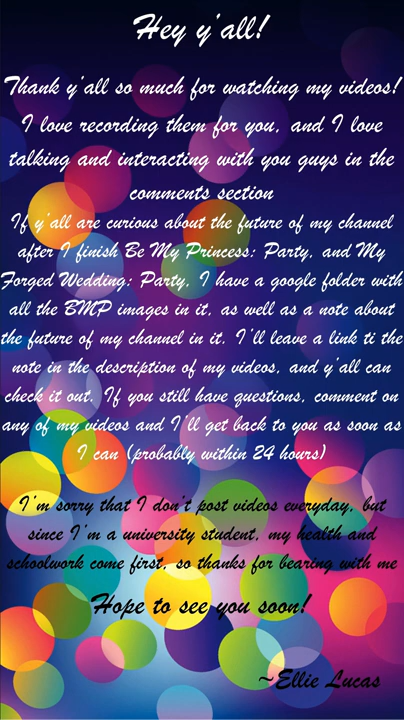 Hey y'all!
Thank y'all so much for watching my videos!
I love recording them for you, and I love
talking and interacting with you guys in the
comments section
If y'all are curious about the future of my channel
after I finish Be My Princess: Party, and My
Forged Wedding: Party, I have a google folder with
all the BMP images in it, as well as a note about
the future of my channel in it. I'll leave a link ti the
note in the description of my videos, and y'all can
check it out. If you still have questions, comment on
any of my videos and I'll get back to you as soon as
I can (probably within 24 hours)
I'm sorry that I don't post videos everyday, but
since I'm a university student, my health and
schoolwork come first, so thanks for bearing with me
Hope to see you soon!
~Ellie Lucas